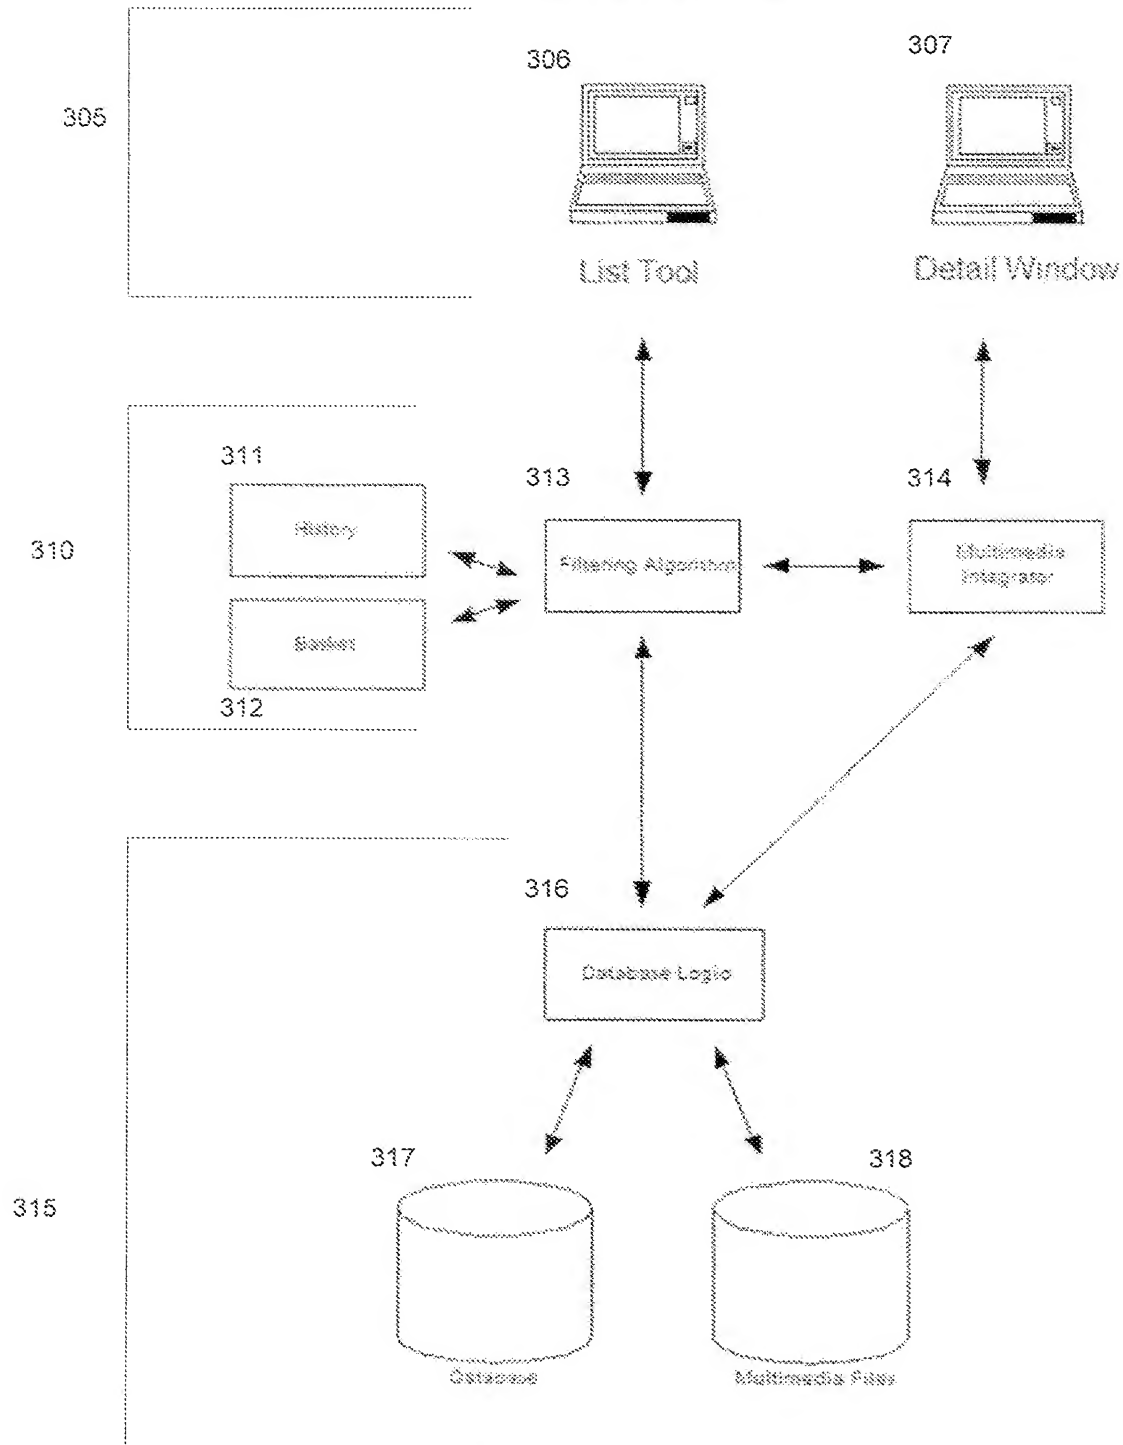 306
307
305
List Tool
Detail Window
311
313
314
310
History
Filtering Algorithm
Multimedia
Integrator
Basket
312
316
Database Logic
317
318
315
Database
Multimedia Files